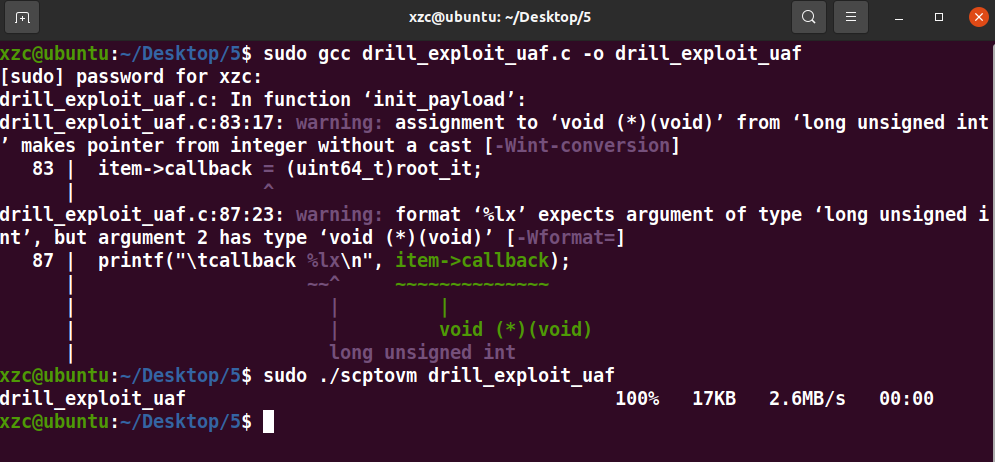 xzc@ubuntu: ~/Desktop/5
xzc@ubuntu:~/Desktop/5$ sudo gcc drill_exploit_uaf.c -o drill_exploit_uaf
[sudo] password for xzc:
drill_exploit_uaf.c: In function ‘init_payload’:
drill_exploit_uaf.c:83:17: warning: assignment to ‘void (*)(void)’ from ‘long unsigned int
’ makes pointer from integer without a cast [-Wint-conversion]
   83 |  item->callback = (uint64_t)root_it;
      |                 ^
drill_exploit_uaf.c:87:23: warning: format ‘%lx’ expects argument of type ‘long unsigned i
nt’, but argument 2 has type ‘void (*)(void)’ [-Wformat=]
   87 |  printf("\tcallback %lx\n", item->callback);
      |                     ~~^     ~~~~~~~~~~~~~~
      |                       |         |
      |                       |         void (*)(void)
      |                       long unsigned int
xzc@ubuntu:~/Desktop/5$ sudo ./scptovm drill_exploit_uaf
drill_exploit_uaf                                       100%   17KB   2.6MB/s   00:00
xzc@ubuntu:~/Desktop/5$